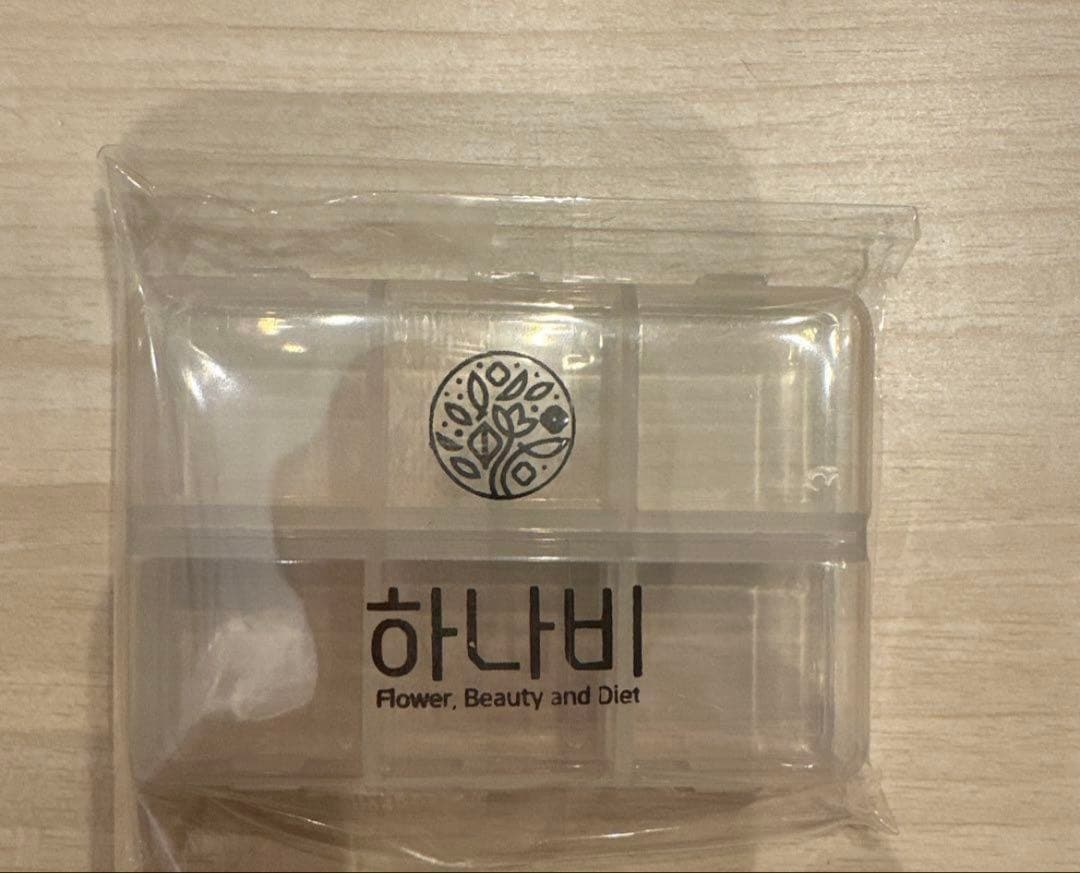 하나비
Flower, Beauty and Diet